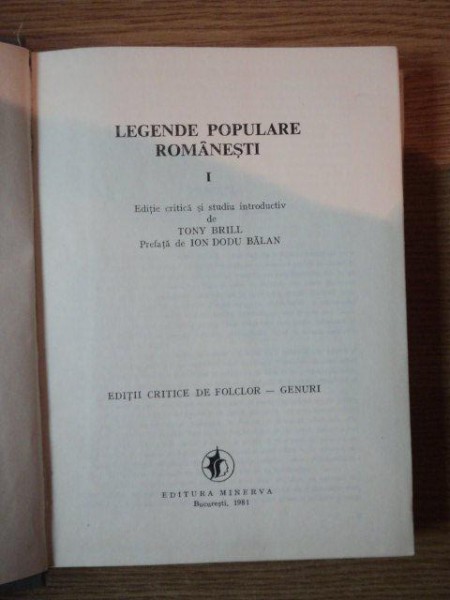 LEGENDE POPULARE
ROMÂNEȘTI
I
Ediție critică și studiu introductiv
de
TONY BRILL
Prefață de ION DODU BĂLAN
EDIȚII CRITICE DE FOLCLOR — GENURI
EDITURA MINERVA
București, 1981